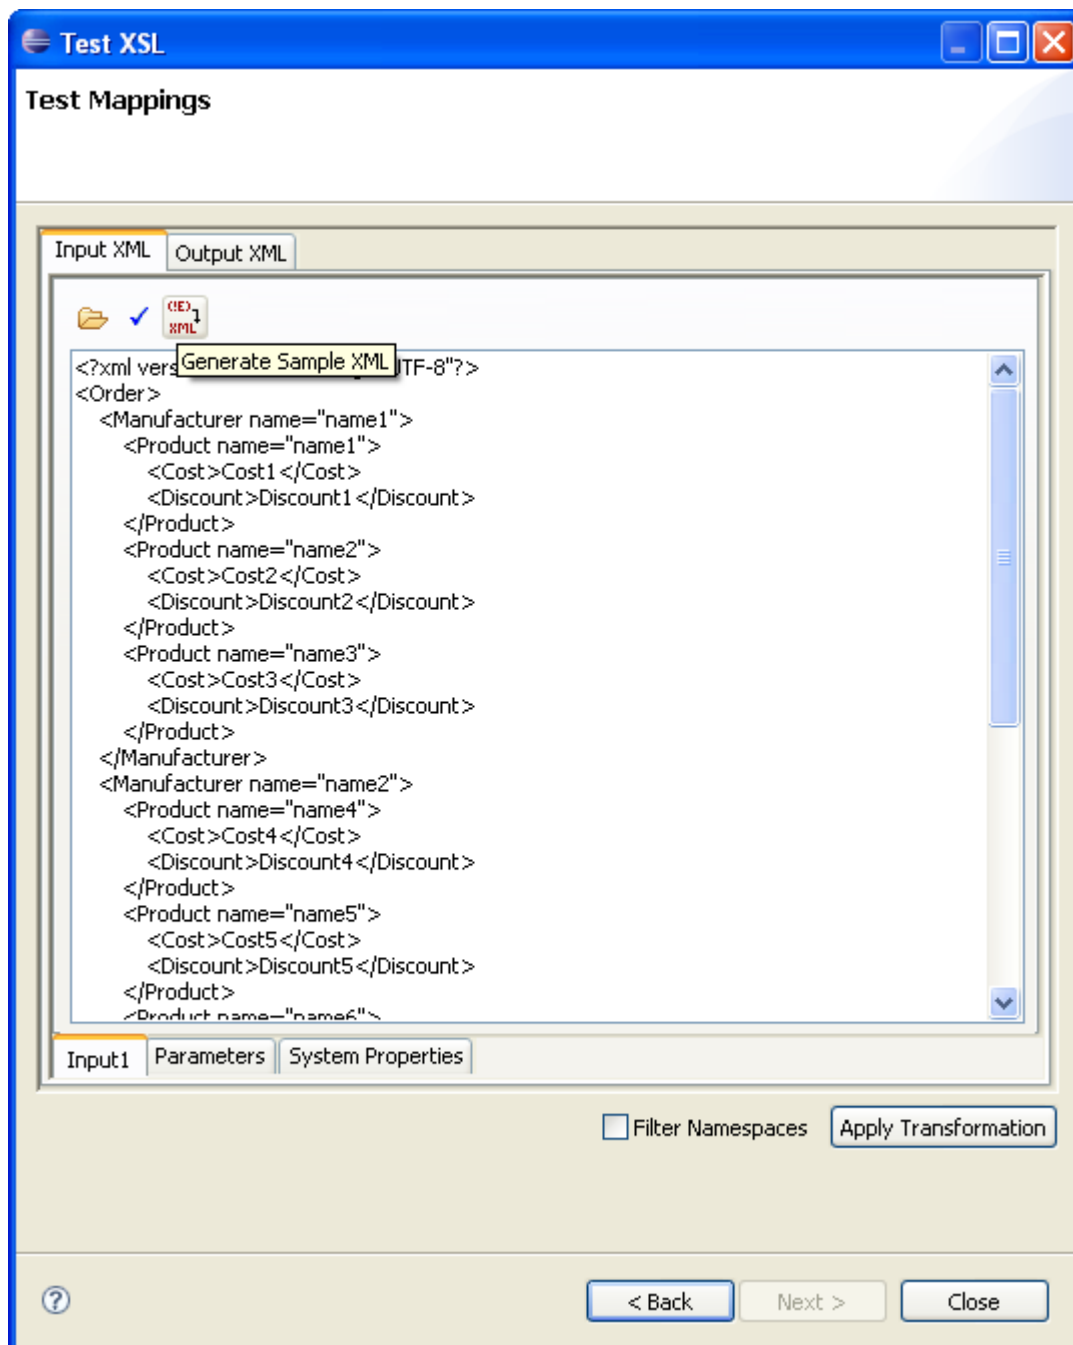 Test XSL
Test Mappings
Input XML
Output XML
(!E)
XML
Generate Sample XML
<?xml vers TF-8"?>
<Order>
<Manufacturer name="name1">
<Product name="name1">
<Cost>Cost1</Cost>
<Discount>Discount1</Discount>
</Product>
<Product name="name2">
<Cost>Cost2</Cost>
<Discount>Discount2</Discount>
</Product>
<Product name="name3">
<Cost>Cost3</Cost>
<Discount>Discount3</Discount>
</Product>
</Manufacturer>
<Manufacturer name="name2">
<Product name="name4">
<Cost>Cost4</Cost>
<Discount>Discount4</Discount>
</Product>
<Product name="name5">
<Cost>Cost5</Cost>
<Discount>Discount5</Discount>
</Product>
<Product name="name6">
Input1
Parameters
System Properties
Filter Namespaces
Apply Transformation
?
< Back
Next >
Close